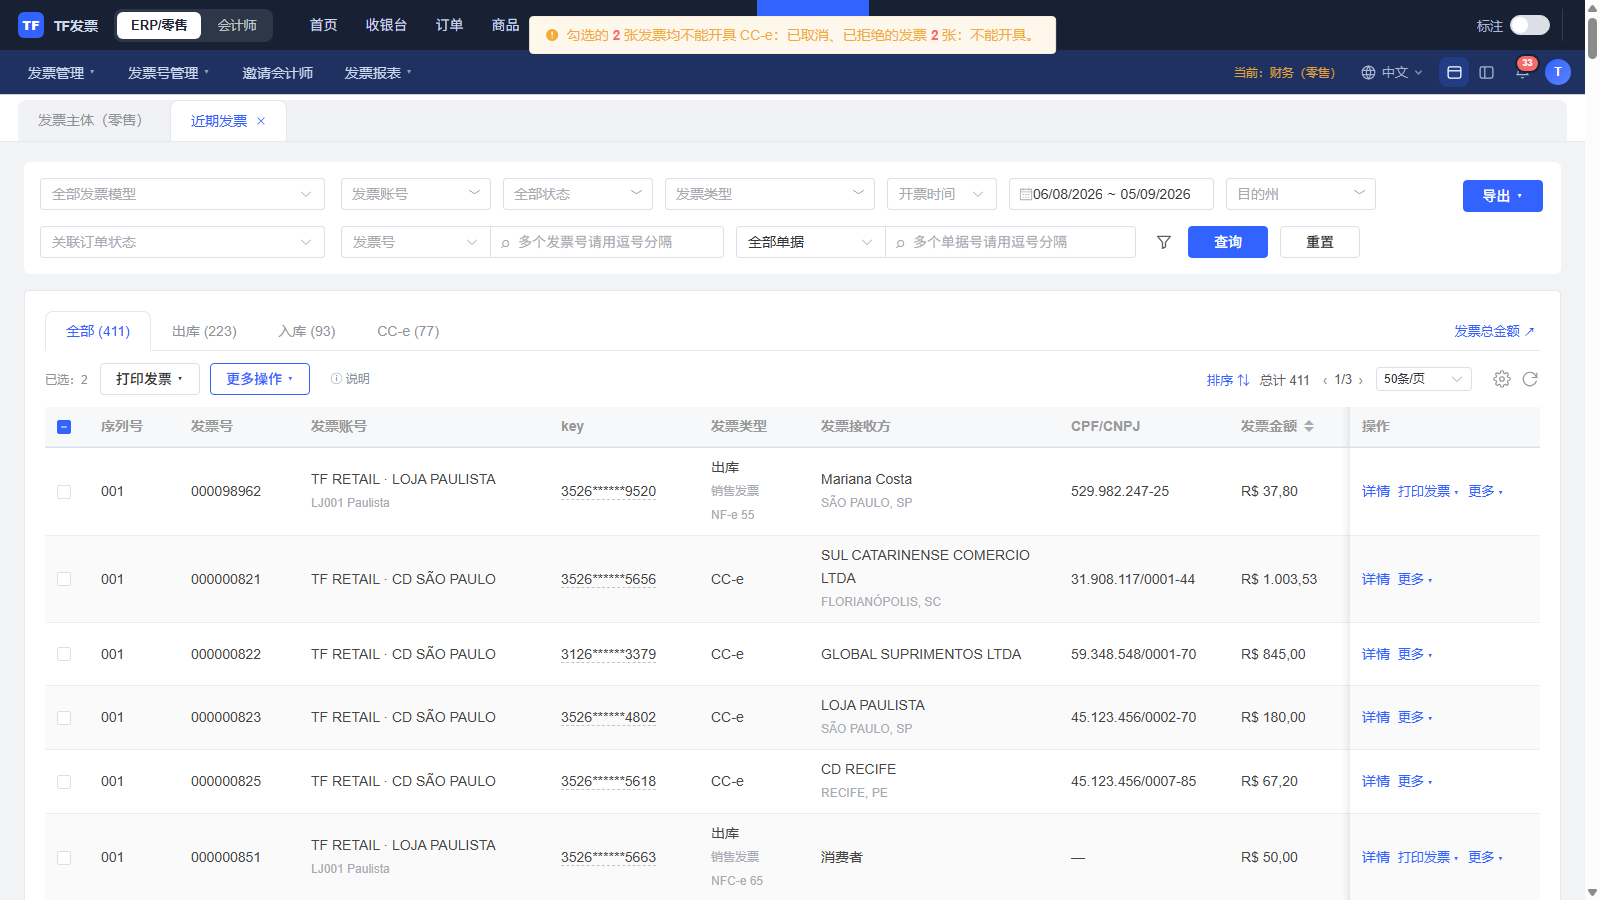 TF TF发票 ERP/零售 会计师 首页 收银台 订单 商品 标注
勾选的 2 张发票均不能开具 CC-e：已取消、已拒绝的发票 2 张：不能开具。
发票管理 发票号管理 邀请会计师 发票报表 当前：财务（零售） 中文 33 T
发票主体（零售） 近期发票 ×
全部发票模型 发票账号 全部状态 发票类型 开票时间 06/08/2026 ~ 05/09/2026 目的州 导出
关联订单状态 发票号 多个发票号请用逗号分隔 全部单据 多个单据号请用逗号分隔 查询 重置
全部 (411) 出库 (223) 入库 (93) CC-e (77) 发票总金额 ↗
已选：2 打印发票 更多操作 ⓘ 说明 排序 ⇅ 总计 411 ‹ 1/3 › 50条/页
序列号 发票号 发票账号 key 发票类型 发票接收方 CPF/CNPJ 发票金额 操作
001 000098962 TF RETAIL · LOJA PAULISTA LJ001 Paulista 3526******9520 出库 销售发票 NF-e 55 Mariana Costa SÃO PAULO, SP 529.982.247-25 R$ 37,80 详情 打印发票 更多
001 000000821 TF RETAIL · CD SÃO PAULO 3526******5656 CC-e SUL CATARINENSE COMERCIO LTDA FLORIANÓPOLIS, SC 31.908.117/0001-44 R$ 1.003,53 详情 更多
001 000000822 TF RETAIL · CD SÃO PAULO 3126******3379 CC-e GLOBAL SUPRIMENTOS LTDA 59.348.548/0001-70 R$ 845,00 详情 更多
001 000000823 TF RETAIL · CD SÃO PAULO 3526******4802 CC-e LOJA PAULISTA SÃO PAULO, SP 45.123.456/0002-70 R$ 180,00 详情 更多
001 000000825 TF RETAIL · CD SÃO PAULO 3526******5618 CC-e CD RECIFE RECIFE, PE 45.123.456/0007-85 R$ 67,20 详情 更多
001 000000851 TF RETAIL · LOJA PAULISTA LJ001 Paulista 3526******5663 出库 销售发票 NFC-e 65 消费者 — R$ 50,00 详情 打印发票 更多